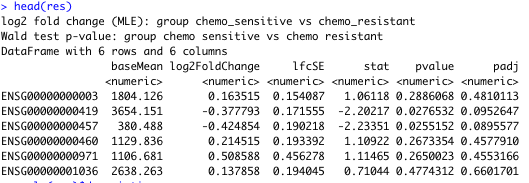 > head(res)
log2 fold change (MLE): group chemo_sensitive vs chemo_resistant
Wald test p-value: group chemo sensitive vs chemo resistant
DataFrame with 6 rows and 6 columns
baseMean log2FoldChange lfcSE stat pvalue padj
<numeric> <numeric> <numeric> <numeric> <numeric> <numeric>
ENSG00000000003 1804.126 0.163515 0.154087 1.06118 0.2886068 0.4810113
ENSG00000000419 3654.151 -0.377793 0.171555 -2.20217 0.0276532 0.0952647
ENSG00000000457 380.488 -0.424854 0.190218 -2.23351 0.0255152 0.0895577
ENSG00000000460 1129.836 0.214515 0.193392 1.10922 0.2673354 0.4577910
ENSG00000000971 1106.681 0.508588 0.456278 1.11465 0.2650023 0.4553166
ENSG00000001036 2638.263 0.137858 0.194045 0.71044 0.4774312 0.6601701